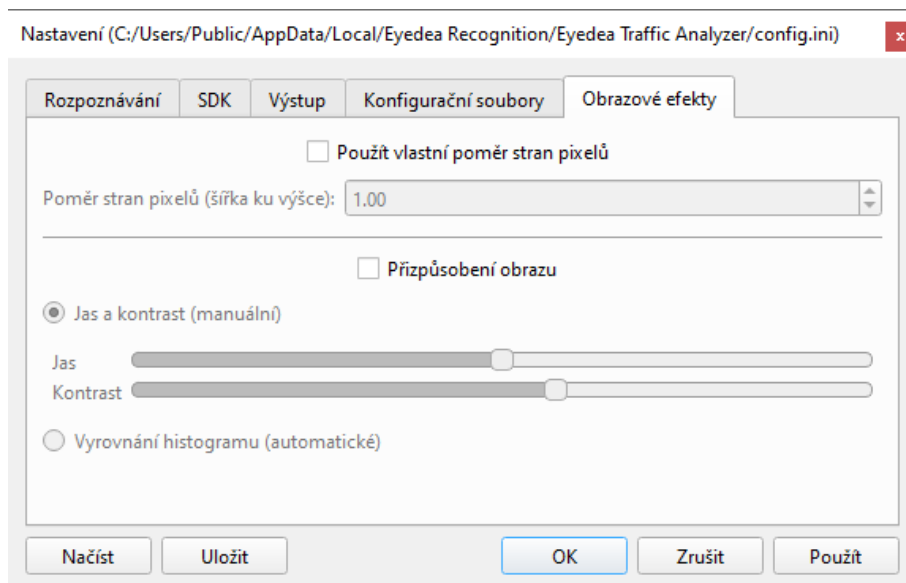 Nastavení (C:/Users/Public/AppData/Local/Eyedea Recognition/Eyedea Traffic Analyzer/config.ini) x
Rozpoznávání SDK Výstup Konfigurační soubory Obrazové efekty
Použít vlastní poměr stran pixelů
Poměr stran pixelů (šířka ku výšce): 1.00
Přizpůsobení obrazu
Jas a kontrast (manuální)
Jas
Kontrast
Vyrovnání histogramu (automatické)
Načíst Uložit OK Zrušit Použít